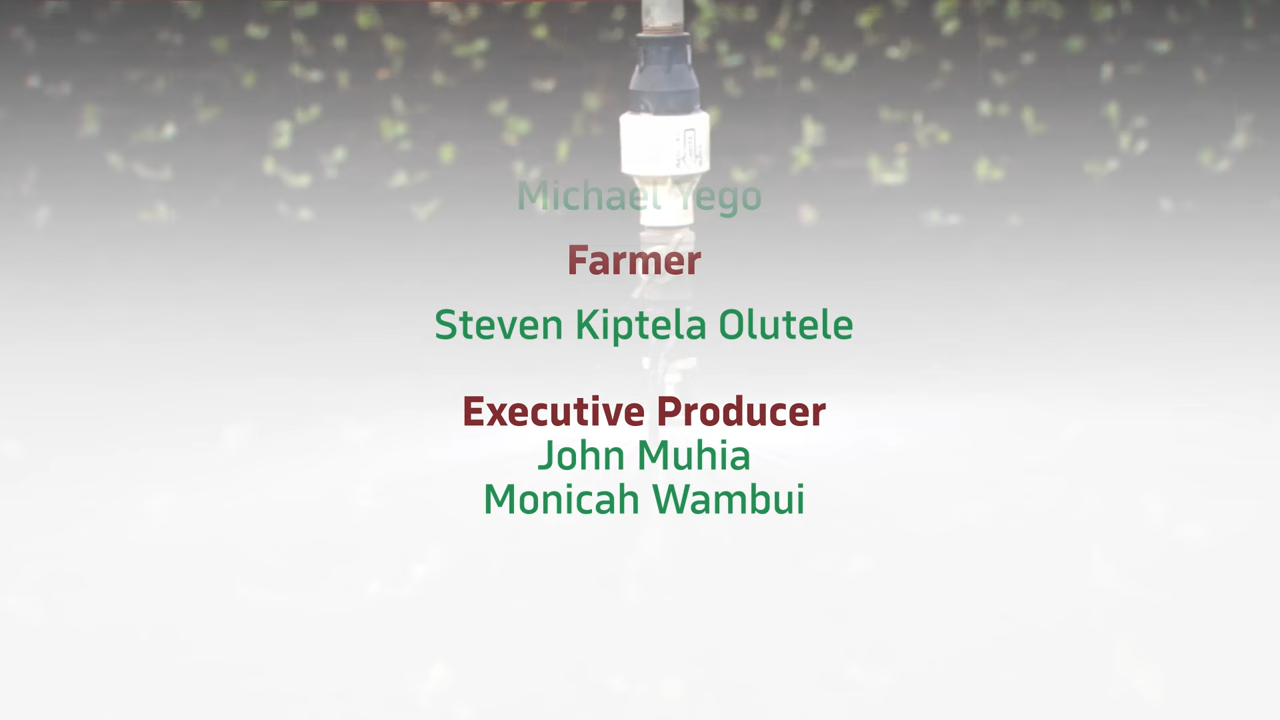 Michael Yego
Farmer
Steven Kiptela Olutele
Executive Producer
John Muhia
Monicah Wambui